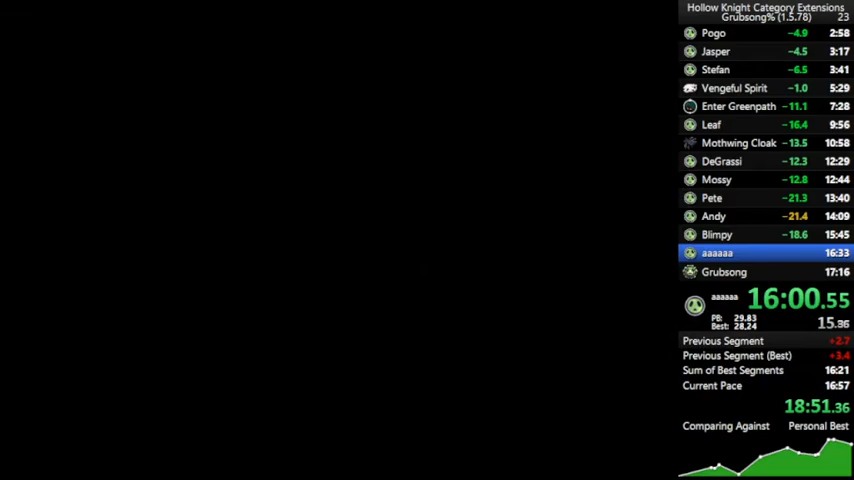 Hollow Knight Category Extensions
Grubsong% (1.5.78) 23
Pogo -4.9 2:58
Jasper -4.5 3:17
Stefan -6.5 3:41
Vengeful Spirit -1.0 5:29
Enter Greenpath -11.1 7:28
Leaf -16.4 9:56
Mothwing Cloak -13.5 10:58
DeGrassi -12.3 12:29
Mossy -12.8 12:44
Pete -21.3 13:40
Andy -21.4 14:09
Blimpy -18.6 15:45
aaaaaa 16:33
Grubsong 17:16
aaaaaa 16:00.55
PB: 29.83
Best: 28.24 15.86
Previous Segment +2.7
Previous Segment (Best) +3.4
Sum of Best Segments 16:21
Current Pace 16:57
18:51.36
Comparing Against Personal Best